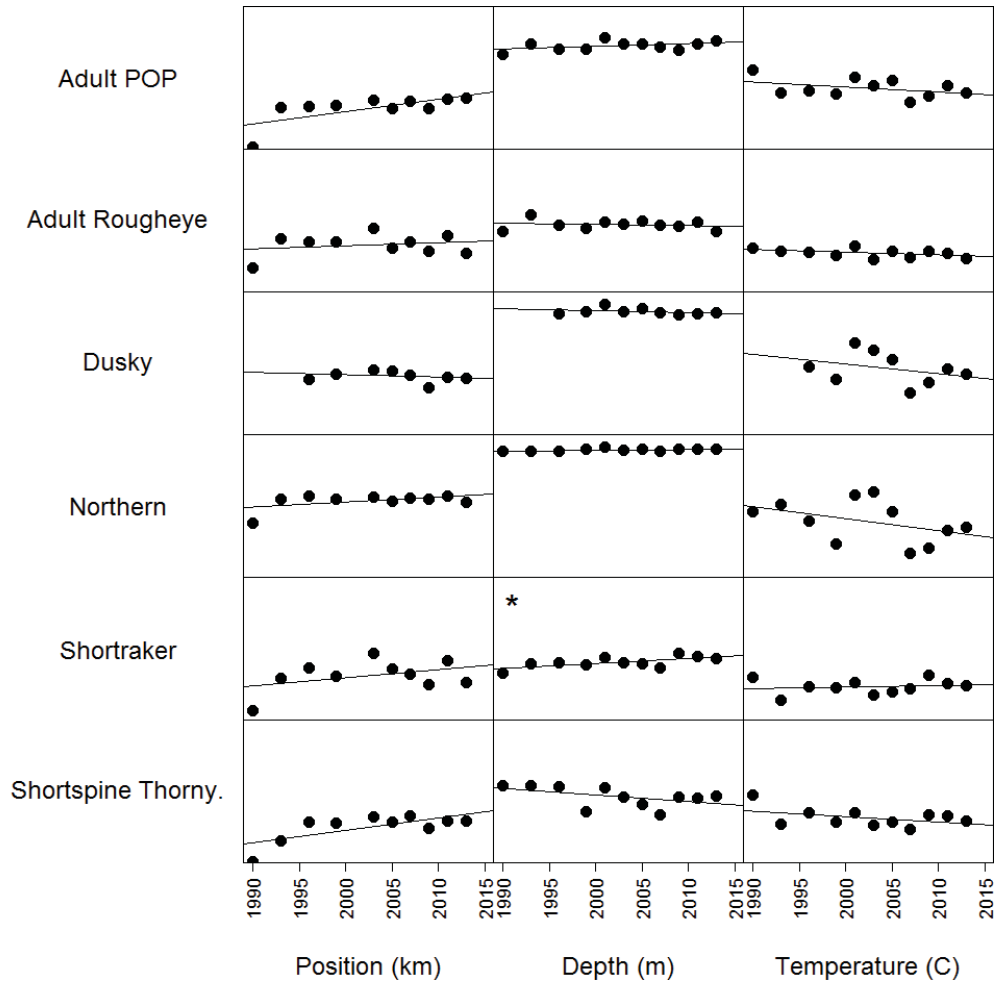 Adult POP
Adult Rougheye
Dusky
Northern
Shortraker
*
Shortspine Thorny.
1990 1995 2000 2005 2010 2015 1990 1995 2000 2005 2010 2015 1990 1995 2000 2005 2010 2015
Position (km) Depth (m) Temperature (C)